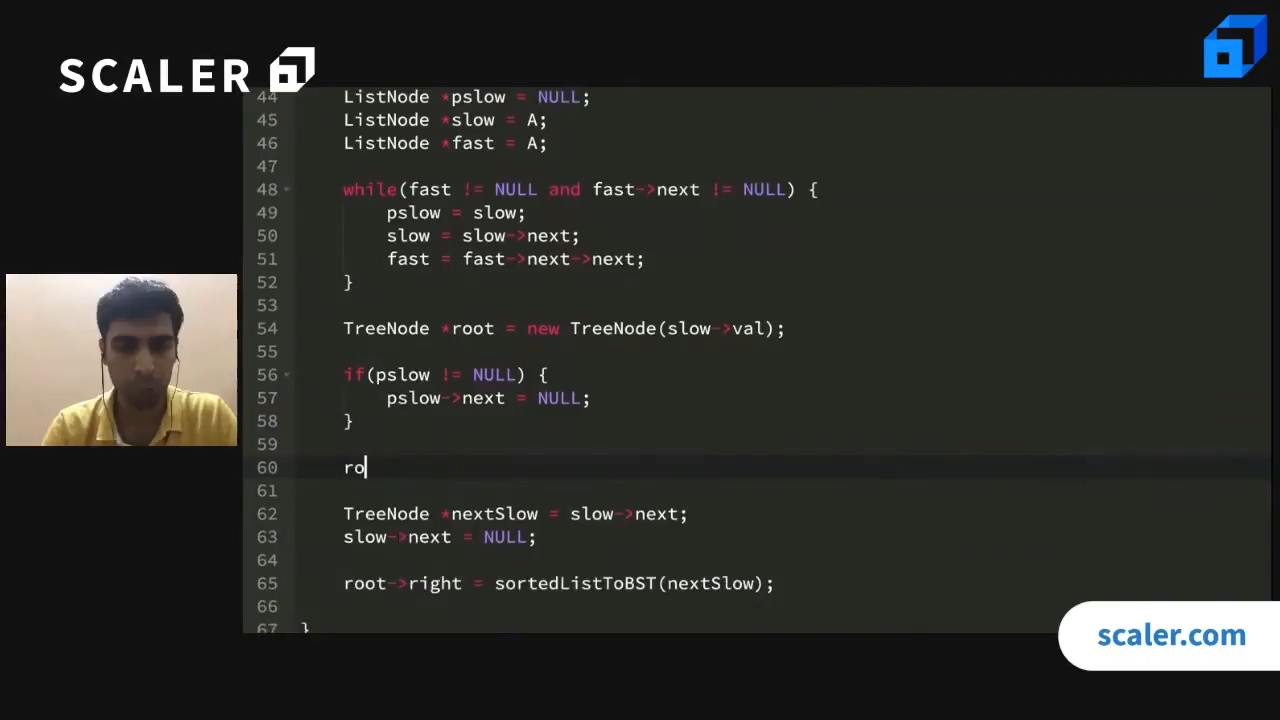 SCALER
44 ListNode *pslow = NULL;
45 ListNode *slow = A;
46 ListNode *fast = A;
47
48 while(fast != NULL and fast->next != NULL) {
49 pslow = slow;
50 slow = slow->next;
51 fast = fast->next->next;
52 }
53
54 TreeNode *root = new TreeNode(slow->val);
55
56 if(pslow != NULL) {
57 pslow->next = NULL;
58 }
59
60 ro
61
62 TreeNode *nextSlow = slow->next;
63 slow->next = NULL;
64
65 root->right = sortedListToBST(nextSlow);
66
67 }
scaler.com